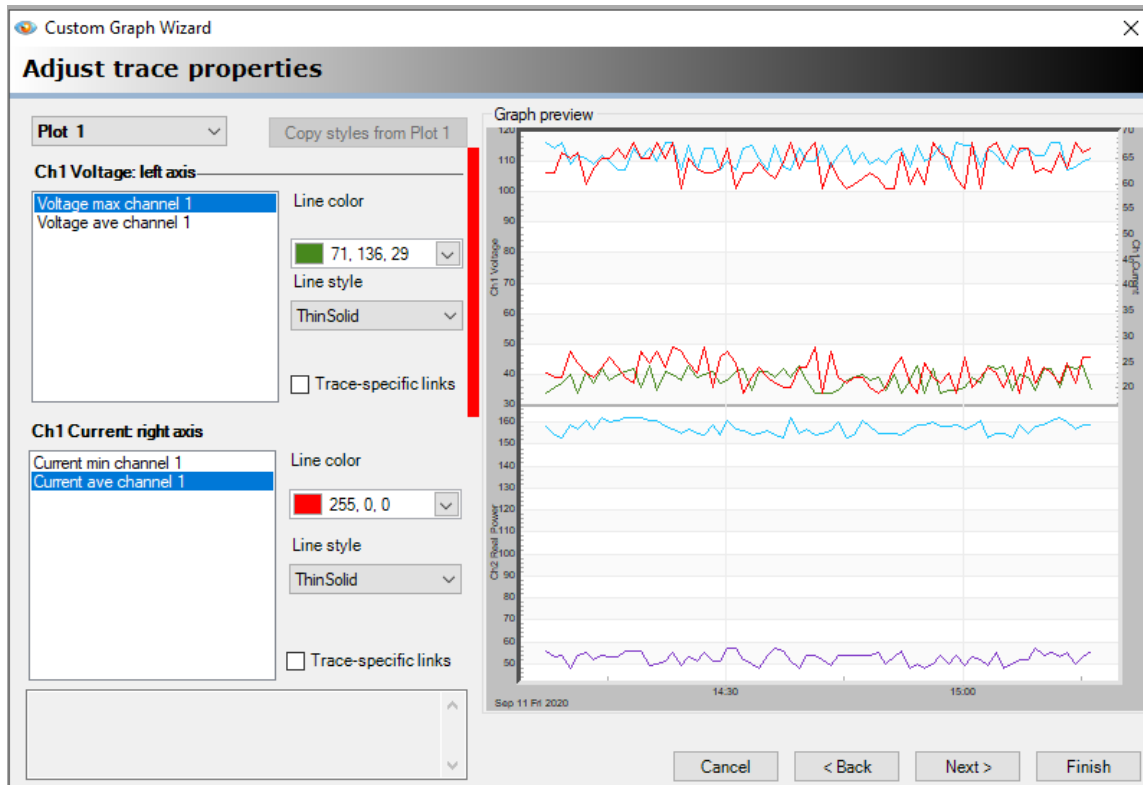 Custom Graph Wizard
Adjust trace properties
Plot 1
Copy styles from Plot 1
Ch1 Voltage: left axis
Voltage max channel 1
Voltage ave channel 1
Line color
71, 136, 29
Line style
ThinSolid
Trace-specific links
Ch1 Current: right axis
Current min channel 1
Current ave channel 1
Line color
255, 0, 0
Line style
ThinSolid
Trace-specific links
Graph preview
120
110
100
90
80
70
60
50
40
30
Ch1 Voltage
70
65
60
55
50
45
40
35
30
25
20
Ch1 Current
160
150
140
130
120
110
100
90
80
70
60
50
Ch2 Real Power
14:30
15:00
Sep 11 Fri 2020
Cancel
< Back
Next >
Finish